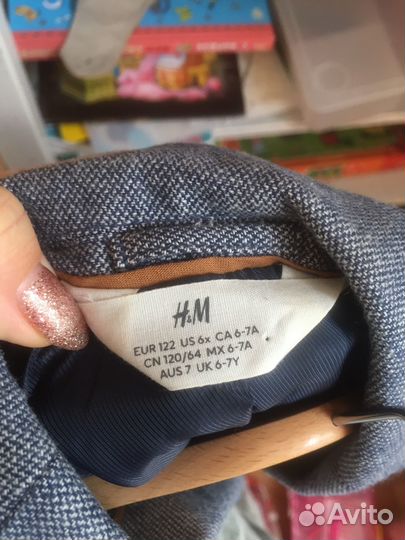 H&M
EUR 122 US 6x CA 6-7A
CN 120/64 MX 6-7A
AUS 7 UK 6-7Y
Avito